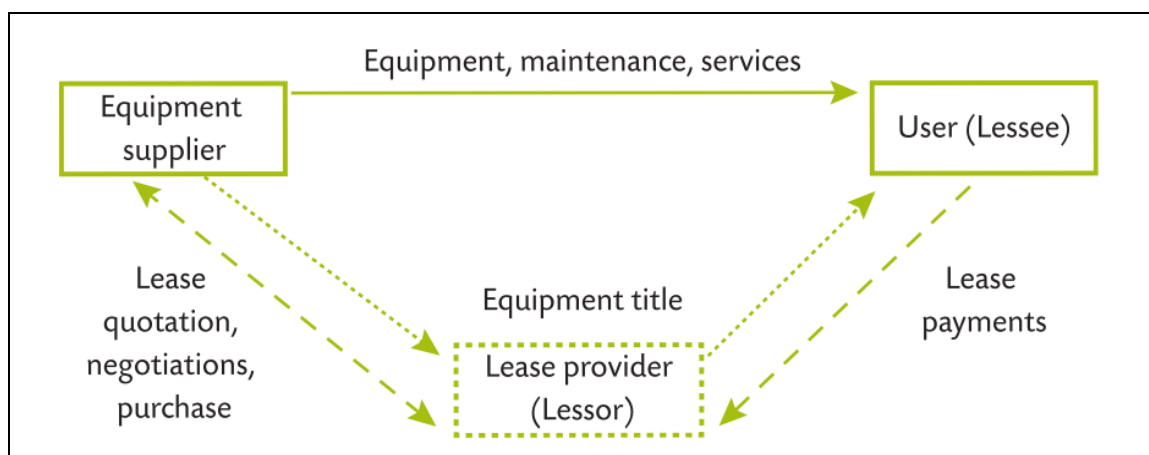 Equipment, maintenance, services
Equipment
supplier
User (Lessee)
Lease
quotation,
negotiations,
purchase
Equipment title
Lease
payments
Lease provider
(Lessor)